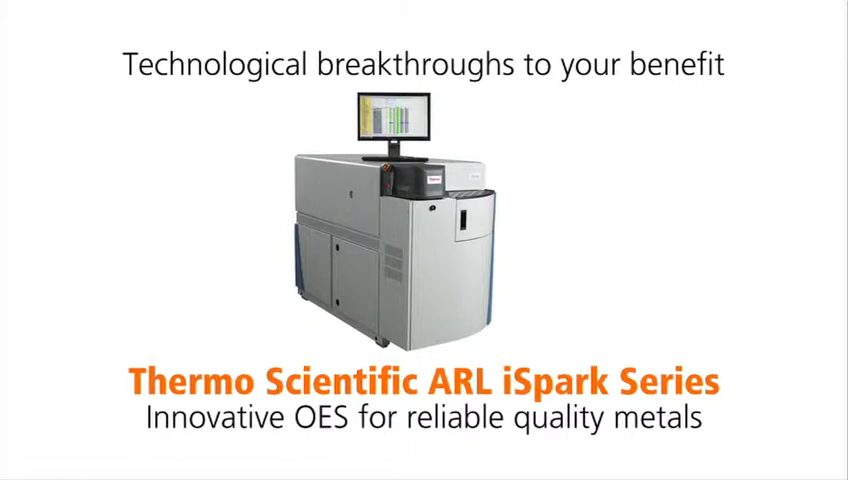 Technological breakthroughs to your benefit
Thermo Scientific ARL iSpark Series
Innovative OES for reliable quality metals